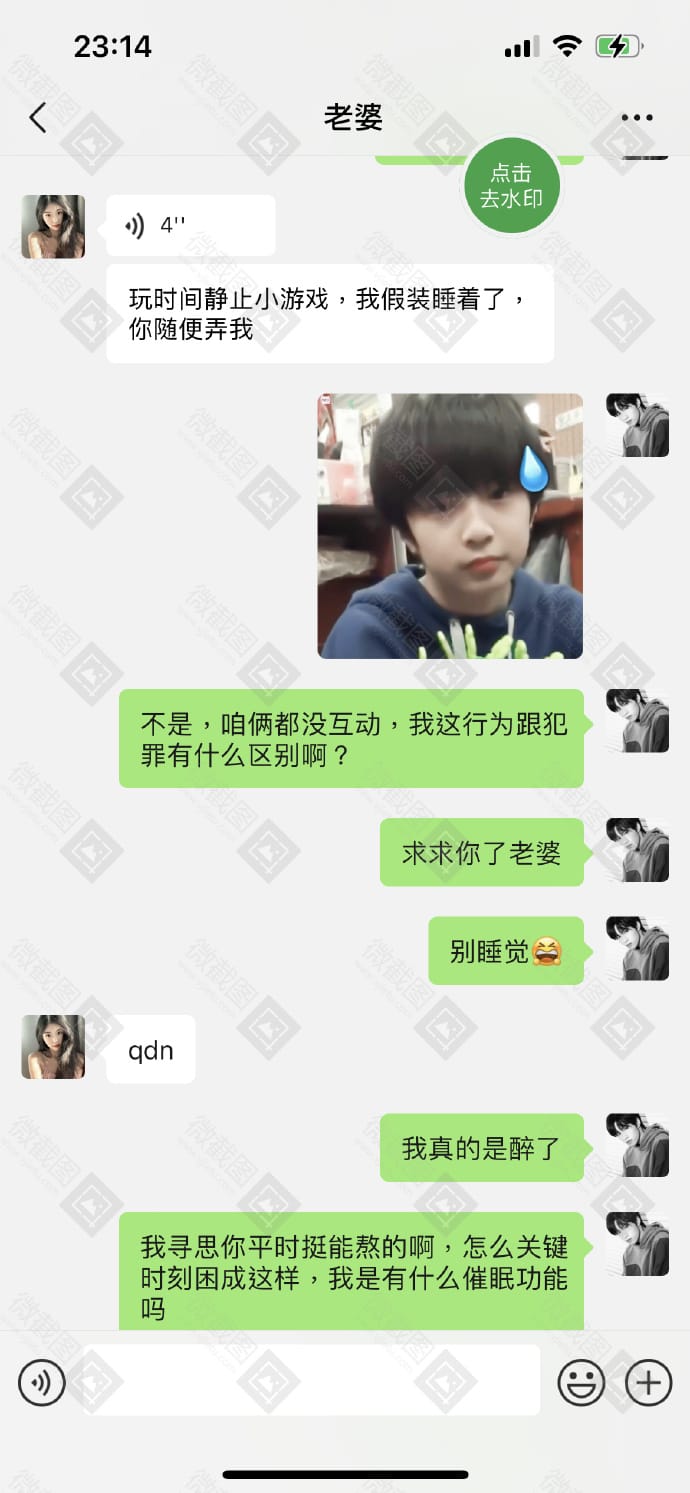 23:14
老婆
点击
去水印
4''
玩时间静止小游戏，我假装睡着了，
你随便弄我
不是，咱俩都没互动，我这行为跟犯
罪有什么区别啊？
求求你了老婆
别睡觉😫
qdn
我真的是醉了
我寻思你平时挺能熬的啊，怎么关键
时刻困成这样，我是有什么催眠功能
吗
微截图